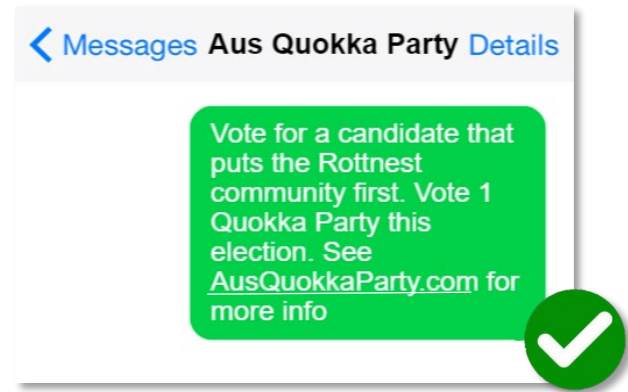 Messages Aus Quokka Party Details
Vote for a candidate that
puts the Rottnest
community first. Vote 1
Quokka Party this
election. See
AusQuokkaParty.com for
more info